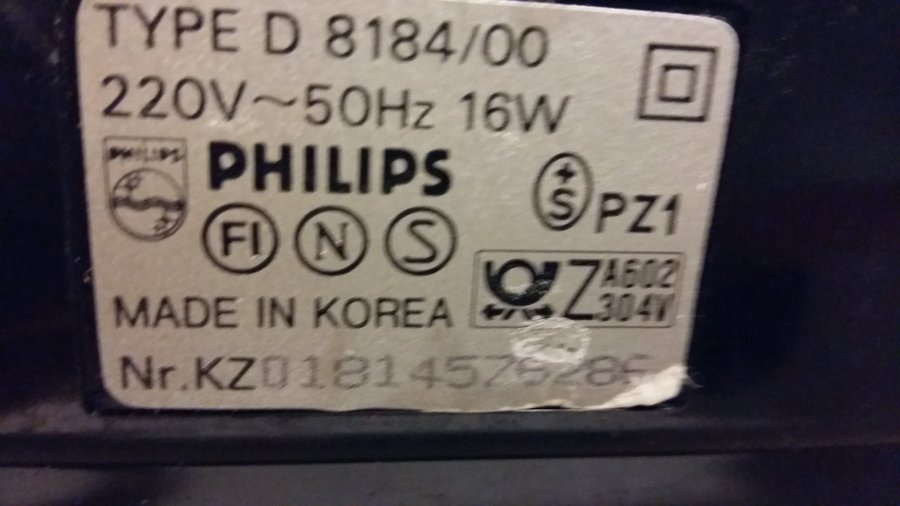 TYPE D 8184/00
220V~50Hz 16W
PHILIPS
PHILIPS
FI N S
+S PZ1
MADE IN KOREA
Z A602 304V
Nr.KZ